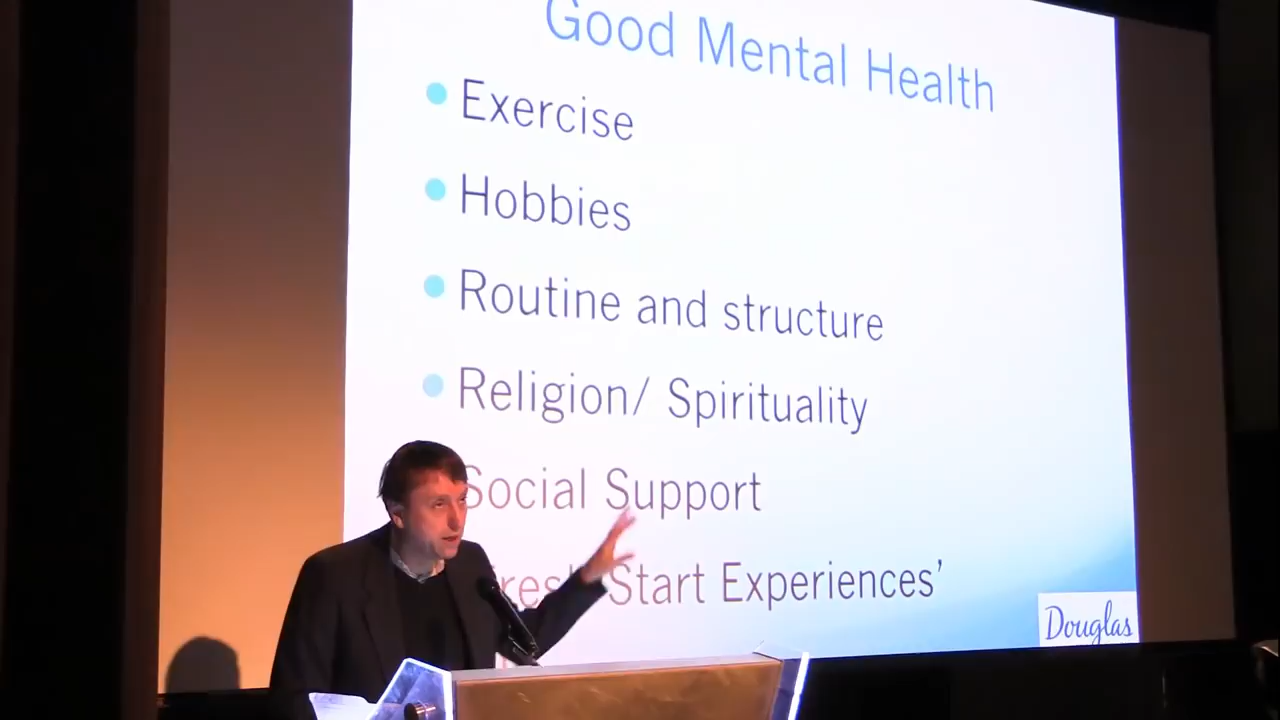 Good Mental Health
Exercise
Hobbies
Routine and structure
Religion/ Spirituality
Social Support
Start Experiences’
Douglas